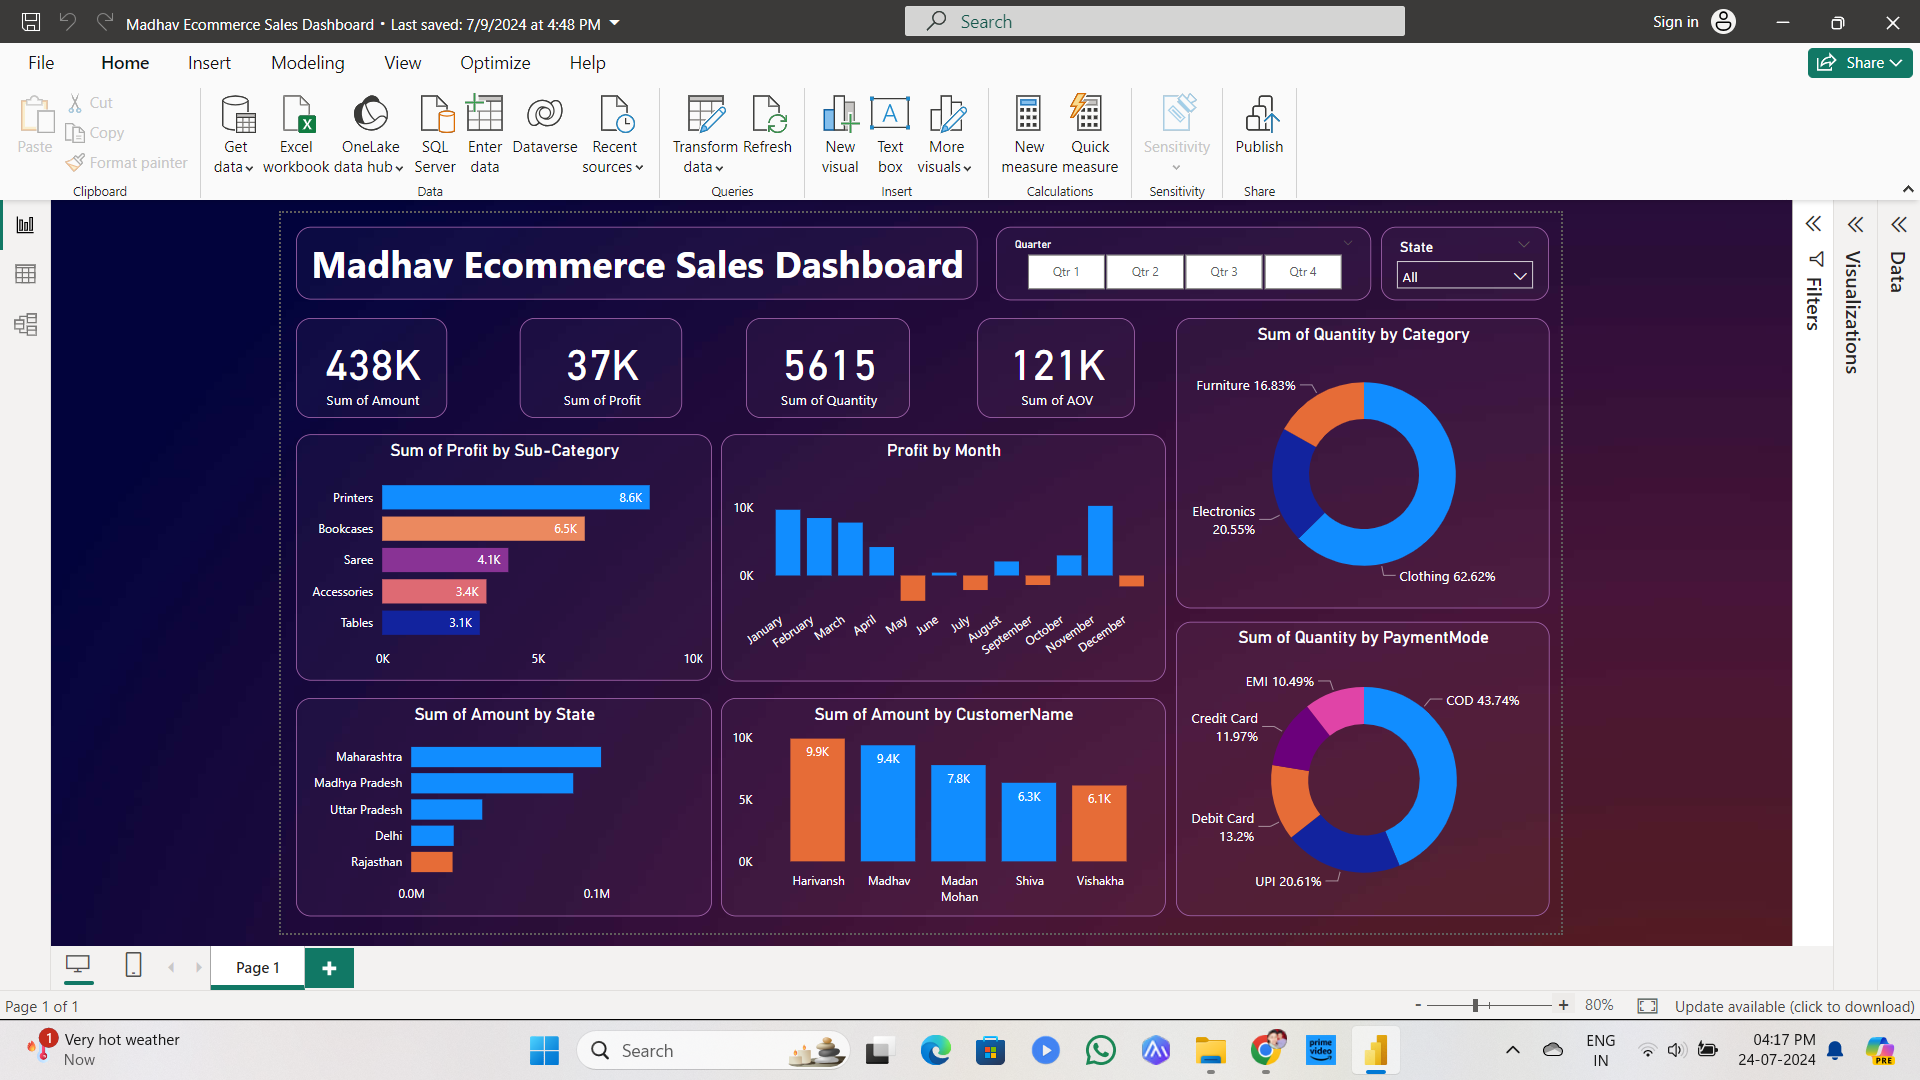 Madhav Ecommerce Sales Dashboard • Last saved: 7/9/2024 at 4:48 PM
Search
Sign in
File Home Insert Modeling View Optimize Help
Share
Paste
Cut
Copy
Format painter
Clipboard
Get data
Excel workbook
OneLake data hub
SQL Server
Enter data
Dataverse
Recent sources
Data
Transform data
Refresh
Queries
New visual
Text box
More visuals
Insert
New measure
Quick measure
Calculations
Sensitivity
Sensitivity
Publish
Share
Madhav Ecommerce Sales Dashboard
Quarter
Qtr 1 Qtr 2 Qtr 3 Qtr 4
State
All
438K
Sum of Amount
37K
Sum of Profit
5615
Sum of Quantity
121K
Sum of AOV
Sum of Profit by Sub-Category
Printers 8.6K
Bookcases 6.5K
Saree 4.1K
Accessories 3.4K
Tables 3.1K
0K 5K 10K
Profit by Month
10K
0K
January February March April May June July August September October November December
Sum of Quantity by Category
Furniture 16.83%
Electronics
20.55%
Clothing 62.62%
Sum of Amount by State
Maharashtra
Madhya Pradesh
Uttar Pradesh
Delhi
Rajasthan
0.0M 0.1M
Sum of Amount by CustomerName
10K
5K
0K
9.9K 9.4K 7.8K 6.3K 6.1K
Harivansh Madhav Madan Mohan Shiva Vishakha
Sum of Quantity by PaymentMode
EMI 10.49%
COD 43.74%
Credit Card
11.97%
Debit Card
13.2%
UPI 20.61%
Filters
Visualizations
Data
Page 1
Page 1 of 1
- + 80%
Update available (click to download)
1
Very hot weather
Now
Search
prime video
ENG
IN
04:17 PM
24-07-2024
PRE